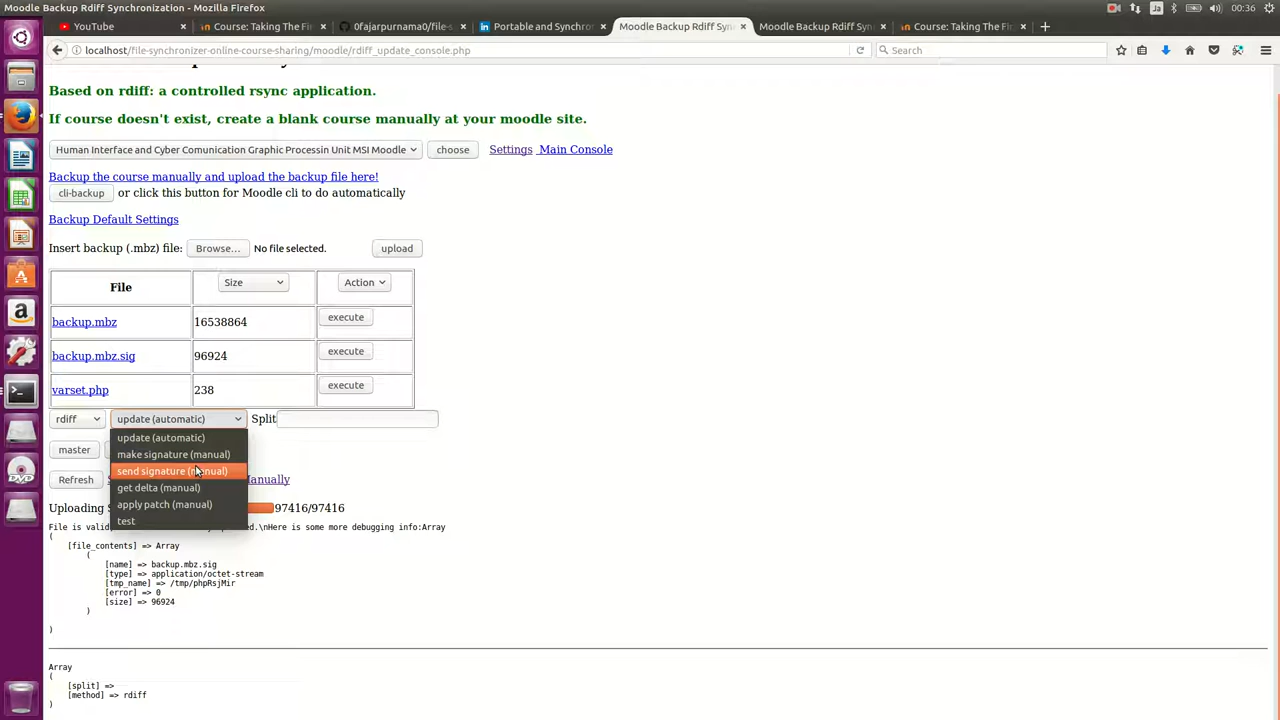 Moodle Backup Rdiff Synchronization - Mozilla Firefox
Ja
00:36
YouTube
Course: Taking The Fi
0fajarpurnama0/file-s
Portable and Synchro
Moodle Backup Rdiff Syn
Moodle Backup Rdiff Sy
Course: Taking The Fi
localhost/file-synchronizer-online-course-sharing/moodle/rdiff_update_console.php
Search
Based on rdiff: a controlled rsync application.
If course doesn't exist, create a blank course manually at your moodle site.
Human Interface and Cyber Comunication Graphic Processin Unit MSI Moodle
choose
Settings Main Console
Backup the course manually and upload the backup file here!
cli-backup or click this button for Moodle cli to do automatically
Backup Default Settings
Insert backup (.mbz) file: Browse... No file selected. upload
File Size Action
backup.mbz 16538864 execute
backup.mbz.sig 96924 execute
varset.php 238 execute
rdiff update (automatic) Split
update (automatic)
master
make signature (manual)
send signature (manual)
Refresh
anually
get delta (manual)
apply patch (manual)
Uploading
97416/97416
test
File is vali
ed.\nHere is some more debugging info:Array
(
[file_contents] => Array
(
[name] => backup.mbz.sig
[type] => application/octet-stream
[tmp_name] => /tmp/phpRsjMir
[error] => 0
[size] => 96924
)
)
Array
(
[split] =>
[method] => rdiff
)